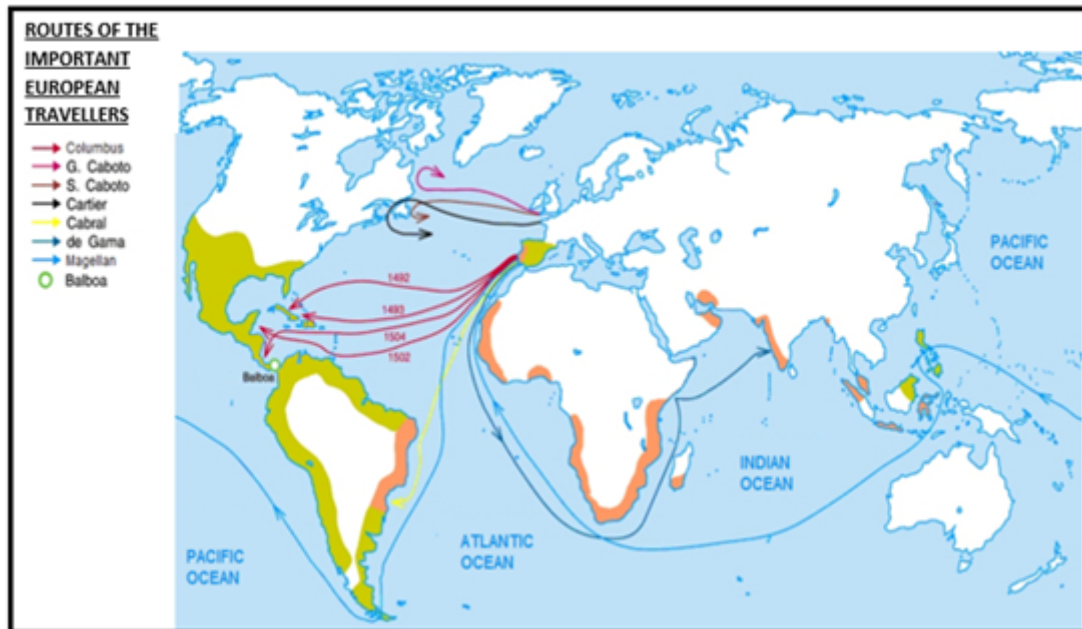 ROUTES OF THE
IMPORTANT
EUROPEAN
TRAVELLERS
Columbus
G. Caboto
S. Caboto
Cartier
Cabral
de Gama
Magellan
Balboa
1492
1493
1504
1502
Balboa
PACIFIC
OCEAN
ATLANTIC
OCEAN
INDIAN
OCEAN
PACIFIC
OCEAN